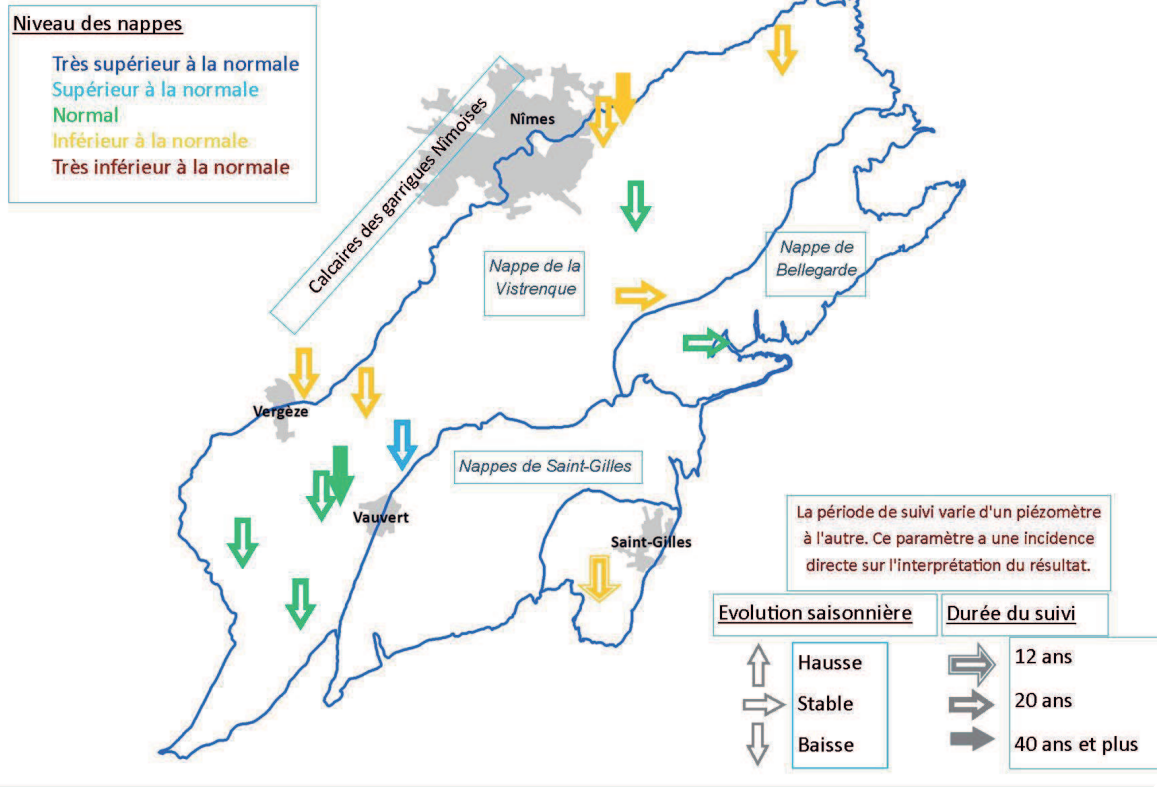 Niveau des nappes
Très supérieur à la normale
Supérieur à la normale
Normal
Inférieur à la normale
Très inférieur à la normale
Calcaires des garrigues Nîmoises
Nîmes
Nappe de la
Vistrenque
Nappe de
Bellegarde
Vergèze
Nappes de Saint-Gilles
Vauvert
Saint-Gilles
La période de suivi varie d'un piézomètre
à l'autre. Ce paramètre a une incidence
directe sur l'interprétation du résultat.
Evolution saisonnière
Hausse
Stable
Baisse
Durée du suivi
12 ans
20 ans
40 ans et plus